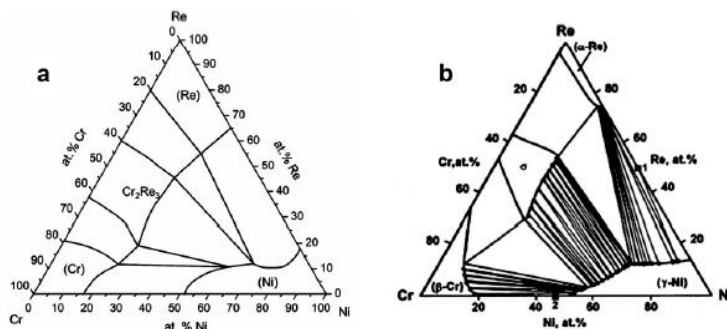 a
Re
0 100
10 90
20 80
(Re)
30 70
40 60
at.% Cr
50 50
at.% Re
60 40
Cr₂Re₃
70 30
80 20
90 10
(Cr)
(Ni)
100 0
Cr
Ni
0 10 20 30 40 50 60 70 80 90 100
at. % Ni
b
Re
(α-Re)
20 80
40 60
Cr,at.%
σ
1
Re, at.%
60 40
80 20
(β-Cr)
(γ-Ni)
Cr
N
20 40 60 80
2
Ni, at.%